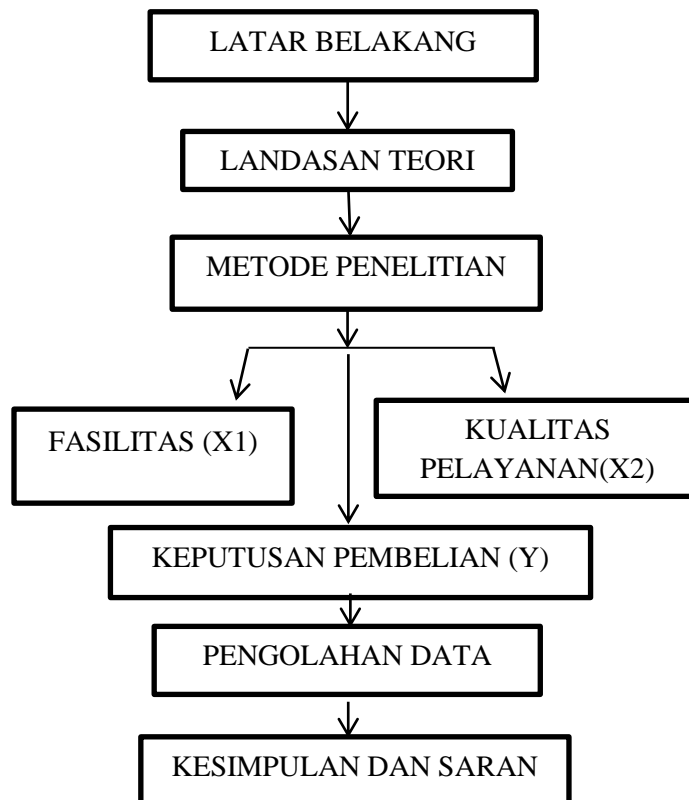 LATAR BELAKANG
LANDASAN TEORI
METODE PENELITIAN
FASILITAS (X1)
KUALITAS
PELAYANAN(X2)
KEPUTUSAN PEMBELIAN (Y)
PENGOLAHAN DATA
KESIMPULAN DAN SARAN